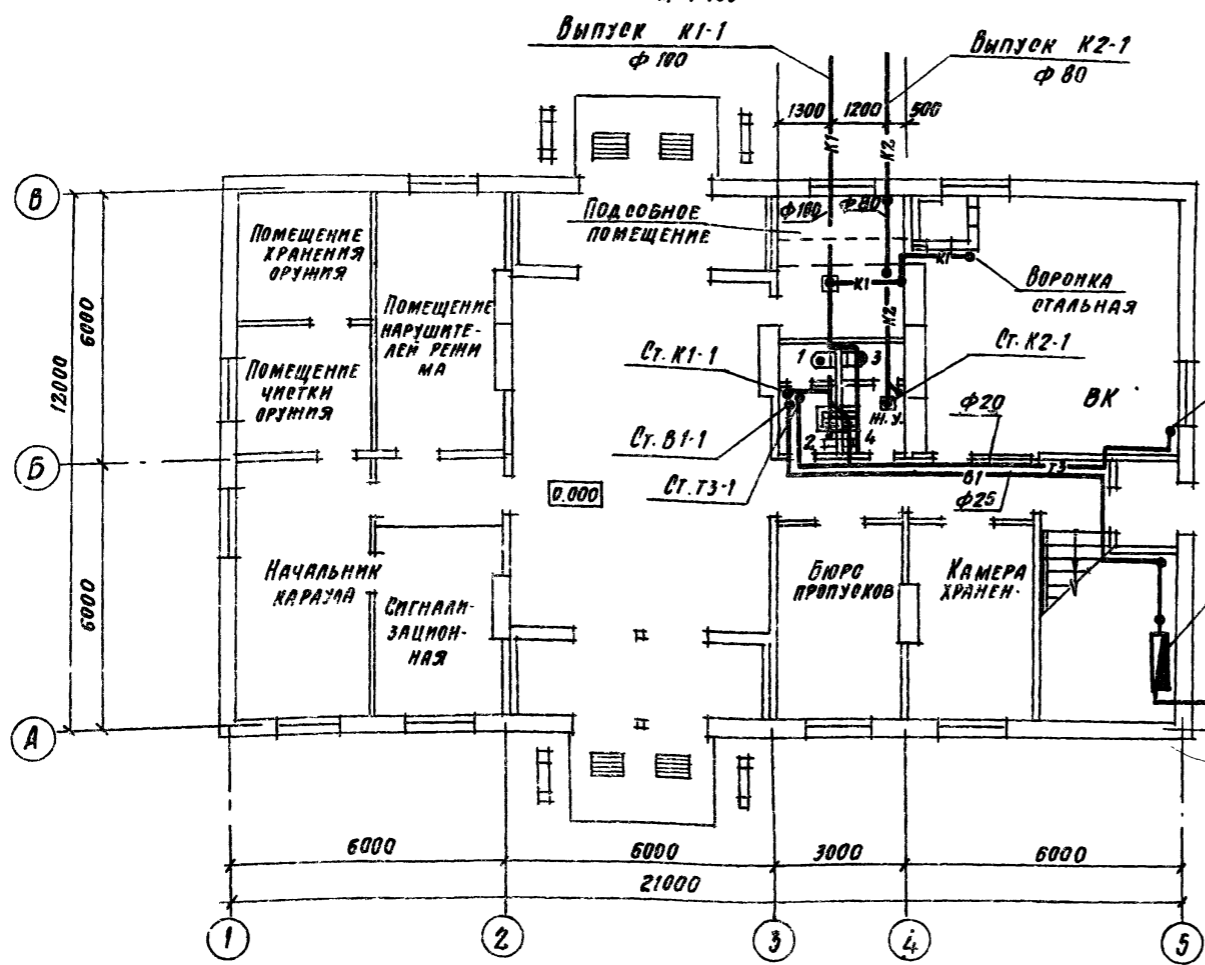 Выпуск К1-1
ф 100
Выпуск К2-1
ф 80
1300
1200
500
К1
К2
В
ф100
ф80
Подсобное
помещение
Помещение
хранения
оружия
Помещение
нарушите-
лей режи
ма
К1
К1
К2
Воронка
стальная
6000
12000
Ст. К1-1
1
3
Ст. К2-1
Помещение
чистки
оружия
ВК
Ж.У.
ф20
Ст. В1-1
2
4
Б
Ст. Т3-1
В1
Т3
ф25
0.000
6000
Начальник
караула
Сигнали-
зацион-
ная
Бюро
пропусков
Камера
хранен-
А
6000
6000
3000
6000
21000
1
2
3
4
5